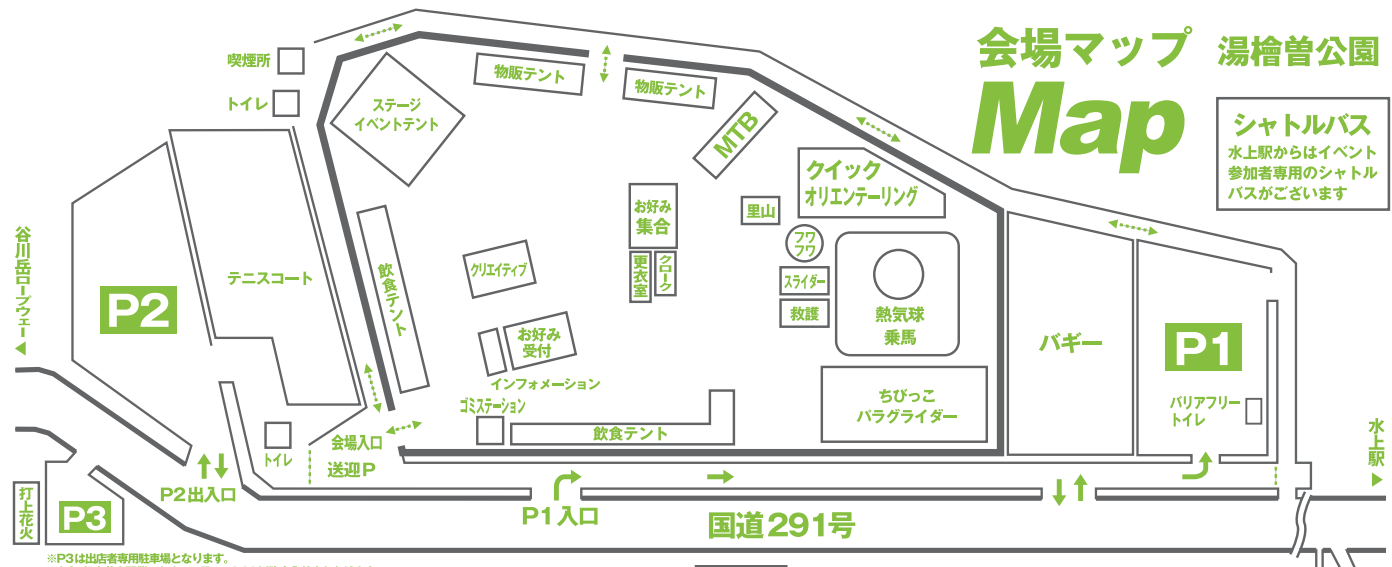 会場マップ 湯檜曽公園
Map
シャトルバス
水上駅からはイベント
参加者専用のシャトル
バスがございます
喫煙所
トイレ
ステージ
イベントテント
物販テント
物販テント
MTB
クイック
オリエンテーリング
里山
お好み
集合
更衣室
クローク
フワ
フワ
スライダー
救護
熱気球
乗馬
ちびっこ
パラグライダー
バギー
P1
バリアフリー
トイレ
水上駅
谷川岳ロープウェー
P2
テニスコート
飲食テント
クリエイティブ
お好み
受付
インフォメーション
ゴミステーション
飲食テント
会場入口
送迎P
トイレ
P2出入口
P1入口
国道291号
打上花火
P3
※P3は出店者専用駐車場となります。